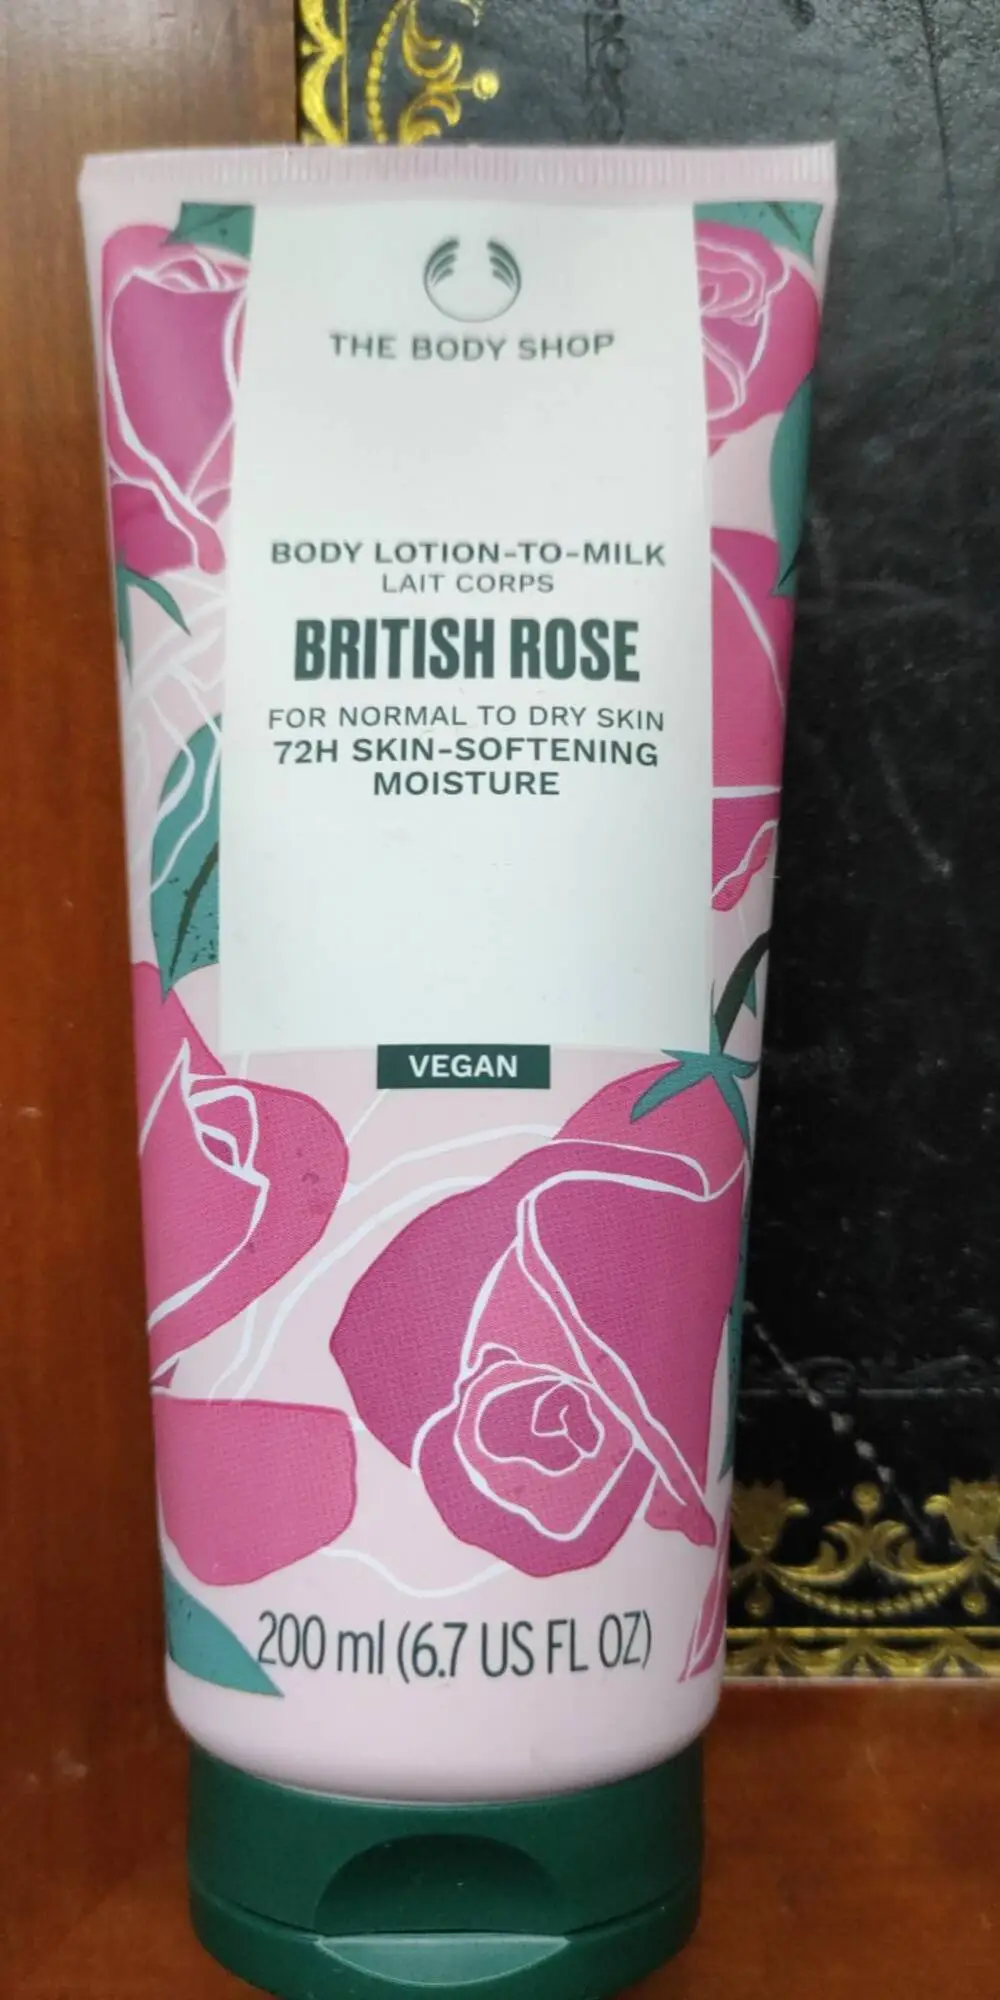 THE BODY SHOP
BODY LOTION-TO-MILK
LAIT CORPS
BRITISH ROSE
FOR NORMAL TO DRY SKIN
72H SKIN-SOFTENING
MOISTURE
VEGAN
200 ml (6.7 US FL OZ)